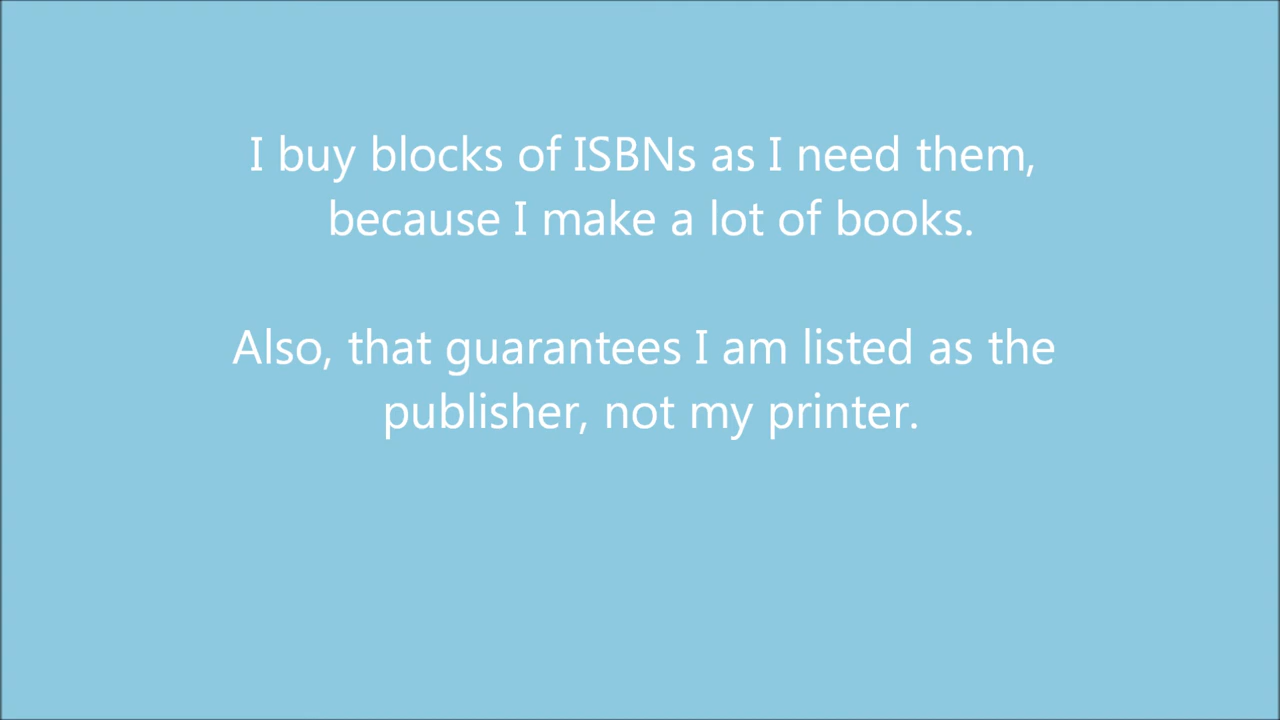 I buy blocks of ISBNs as I need them,
because I make a lot of books.
Also, that guarantees I am listed as the
publisher, not my printer.